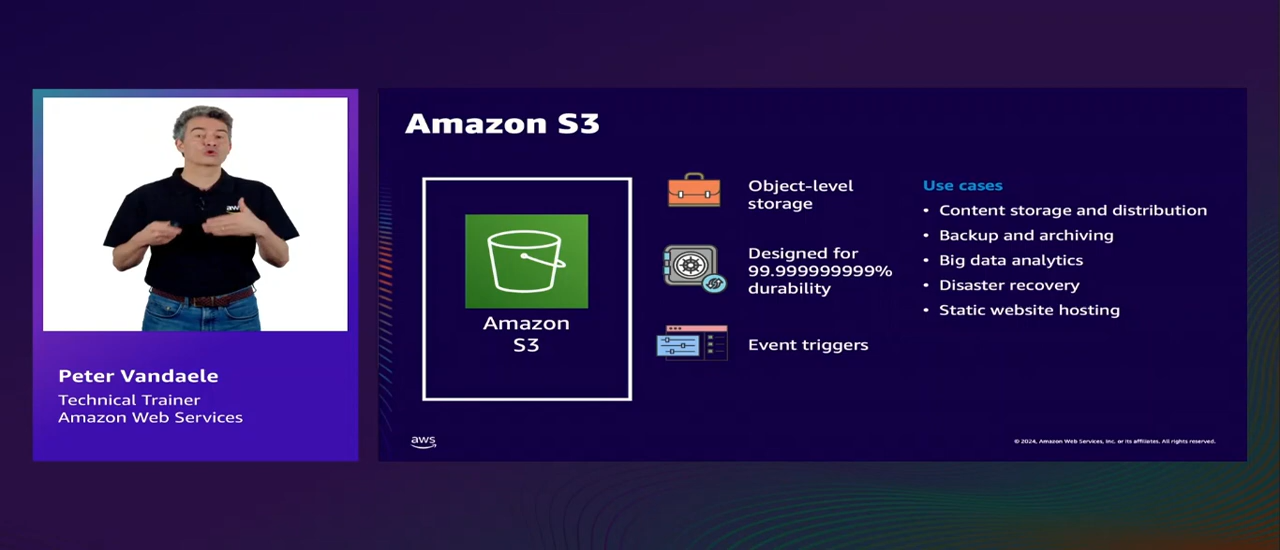 aws
Peter Vandaele
Technical Trainer
Amazon Web Services
Amazon S3
Amazon
S3
Object-level
storage
Designed for
99.999999999%
durability
Event triggers
Use cases
• Content storage and distribution
• Backup and archiving
• Big data analytics
• Disaster recovery
• Static website hosting
aws
© 2024, Amazon Web Services, Inc. or its affiliates. All rights reserved.